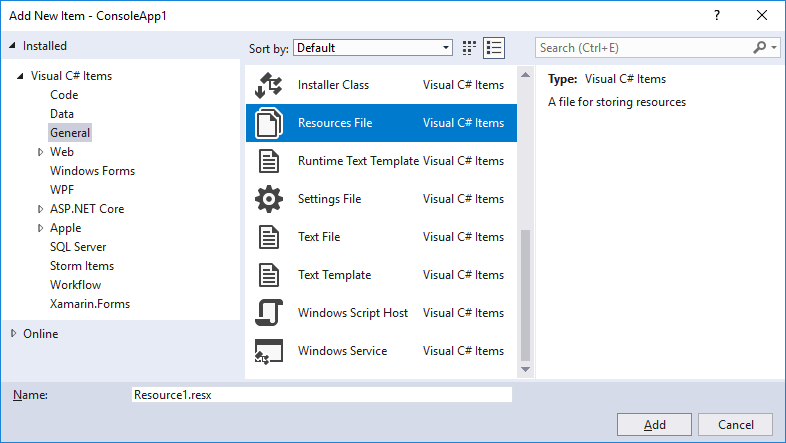 Add New Item - ConsoleApp1
?
Installed
Sort by: Default
Search (Ctrl+E)
Visual C# Items
Code
Data
General
Web
Windows Forms
WPF
ASP.NET Core
Apple
SQL Server
Storm Items
Workflow
Xamarin.Forms
Online
Installer Class Visual C# Items
Resources File Visual C# Items
Runtime Text Template Visual C# Items
Settings File Visual C# Items
Text File Visual C# Items
Text Template Visual C# Items
Windows Script Host Visual C# Items
Windows Service Visual C# Items
Type: Visual C# Items
A file for storing resources
Name: Resource1.resx
Add Cancel